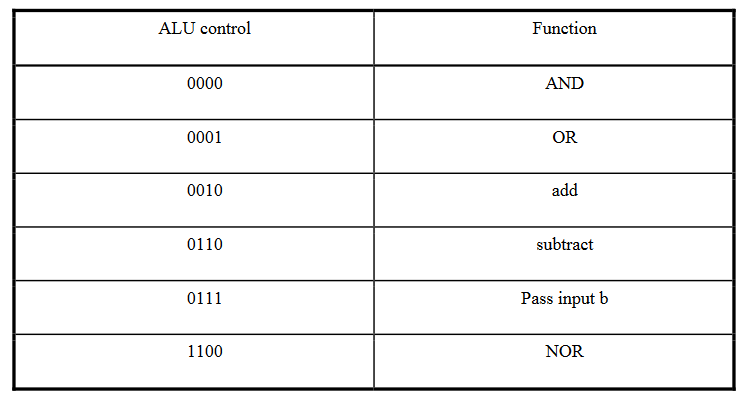 ALU control Function
0000 AND
0001 OR
0010 add
0110 subtract
0111 Pass input b
1100 NOR